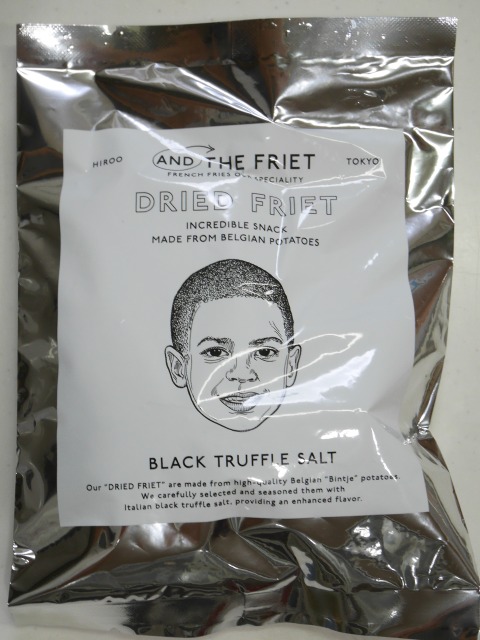 HIROO
AND THE FRIET
TOKYO
FRENCH FRIES OUR SPECIALITY
DRIED FRIET
INCREDIBLE SNACK
MADE FROM BELGIAN POTATOES
BLACK TRUFFLE SALT
Our "DRIED FRIET" are made from high-quality Belgian "Bintje" potatoes.
We carefully selected and seasoned them with
Italian black truffle salt, providing an enhanced flavor.